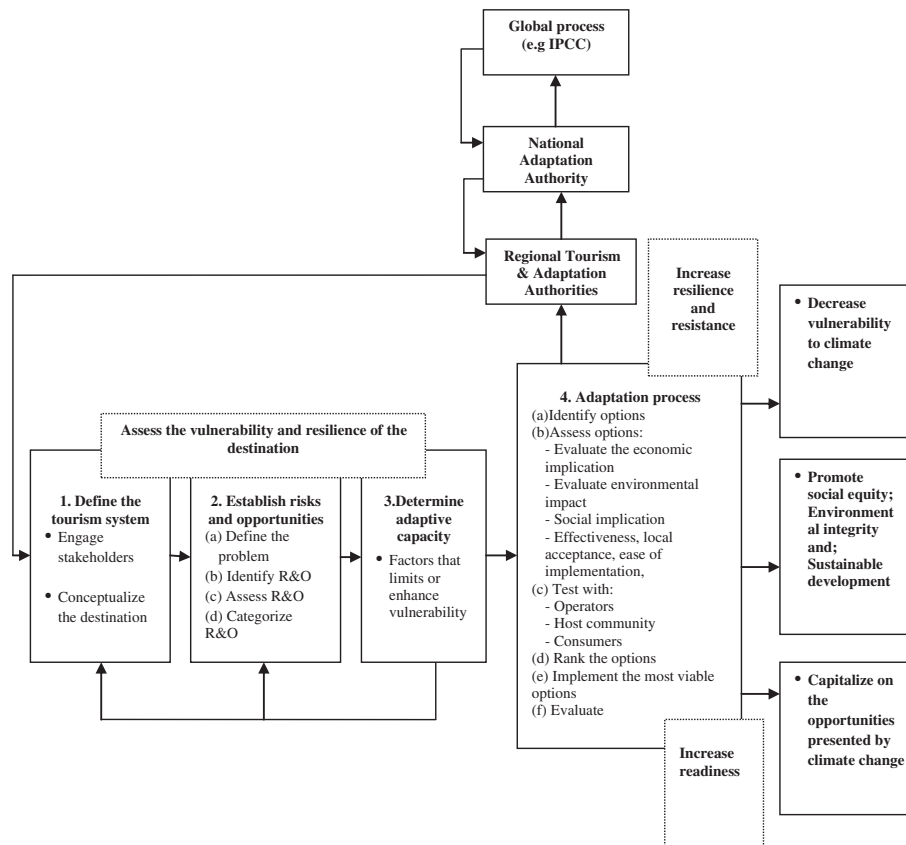 Global process
(e.g IPCC)
National
Adaptation
Authority
Regional Tourism
& Adaptation
Authorities
Increase
resilience
and
resistance
• Decrease
vulnerability
to climate
change
Assess the vulnerability and resilience of the
destination
1. Define the
tourism system
• Engage
stakeholders
• Conceptualize
the destination
2. Establish risks
and opportunities
(a) Define the
problem
(b) Identify R&O
(c) Assess R&O
(d) Categorize
R&O
3.Determine
adaptive
capacity
• Factors that
limits or
enhance
vulnerability
4. Adaptation process
(a)Identify options
(b)Assess options:
- Evaluate the economic
implication
- Evaluate environmental
impact
- Social implication
- Effectiveness, local
acceptance, ease of
implementation,
(c) Test with:
- Operators
- Host community
- Consumers
(d) Rank the options
(e) Implement the most viable
options
(f) Evaluate
• Promote
social equity;
Environment
al integrity
and;
Sustainable
development
• Capitalize on
the
opportunities
presented by
climate change
Increase
readiness